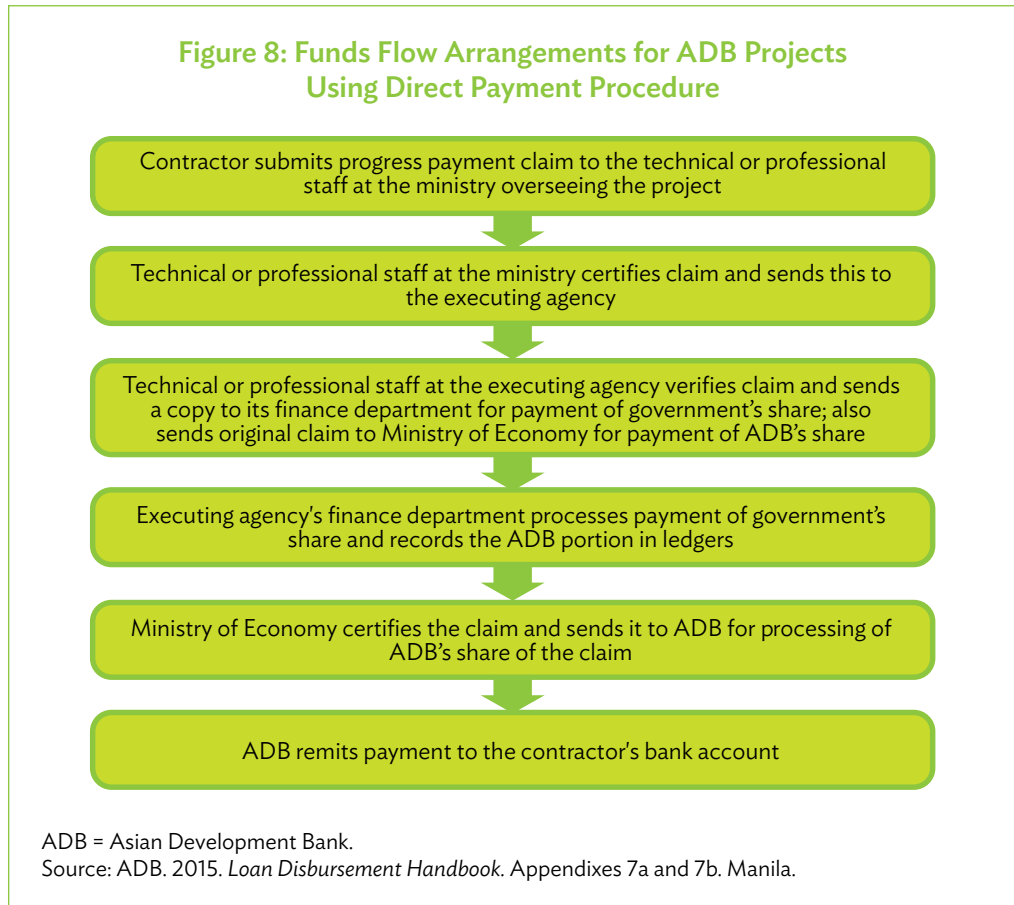 Figure 8: Funds Flow Arrangements for ADB Projects
Using Direct Payment Procedure
Contractor submits progress payment claim to the technical or professional
staff at the ministry overseeing the project
Technical or professional staff at the ministry certifies claim and sends this to
the executing agency
Technical or professional staff at the executing agency verifies claim and sends
a copy to its finance department for payment of government’s share; also
sends original claim to Ministry of Economy for payment of ADB’s share
Executing agency's finance department processes payment of government’s
share and records the ADB portion in ledgers
Ministry of Economy certifies the claim and sends it to ADB for processing of
ADB’s share of the claim
ADB remits payment to the contractor's bank account
ADB = Asian Development Bank.
Source: ADB. 2015. Loan Disbursement Handbook. Appendixes 7a and 7b. Manila.